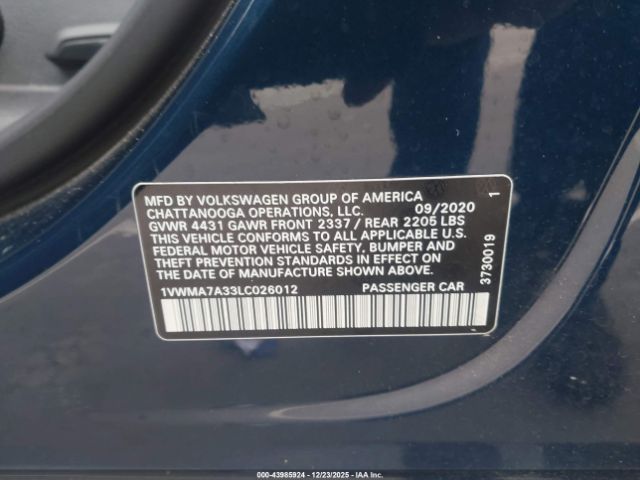 MFD BY VOLKSWAGEN GROUP OF AMERICA
CHATTANOOGA OPERATIONS, LLC. 09/2020
GVWR 4431 GAWR FRONT 2337 / REAR 2205 LBS
THIS VEHICLE CONFORMS TO ALL APPLICABLE U.S.
FEDERAL MOTOR VEHICLE SAFETY, BUMPER AND
THEFT PREVENTION STANDARDS IN EFFECT ON THE
DATE OF MANUFACTURE SHOWN ABOVE.
1VWMA7A33LC026012 PASSENGER CAR
3730019 1
000-43985924 | 12/23/2025 - IAAI.COM